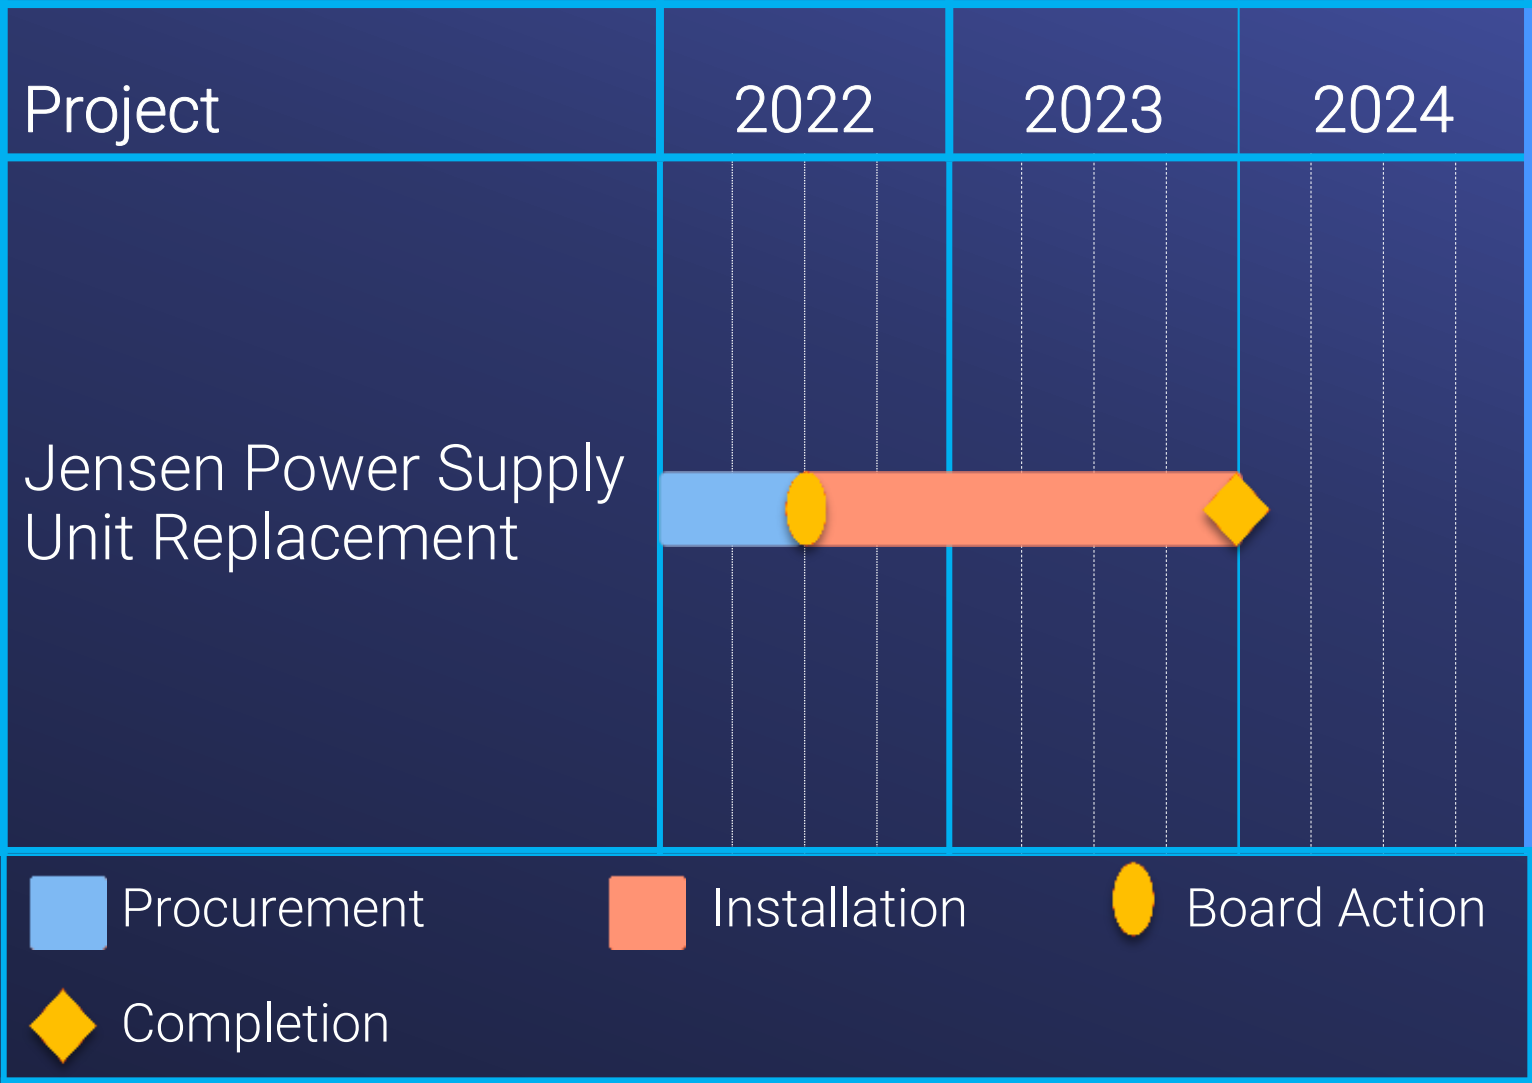 Project
2022
2023
2024
Jensen Power Supply
Unit Replacement
Procurement
Installation
Board Action
Completion